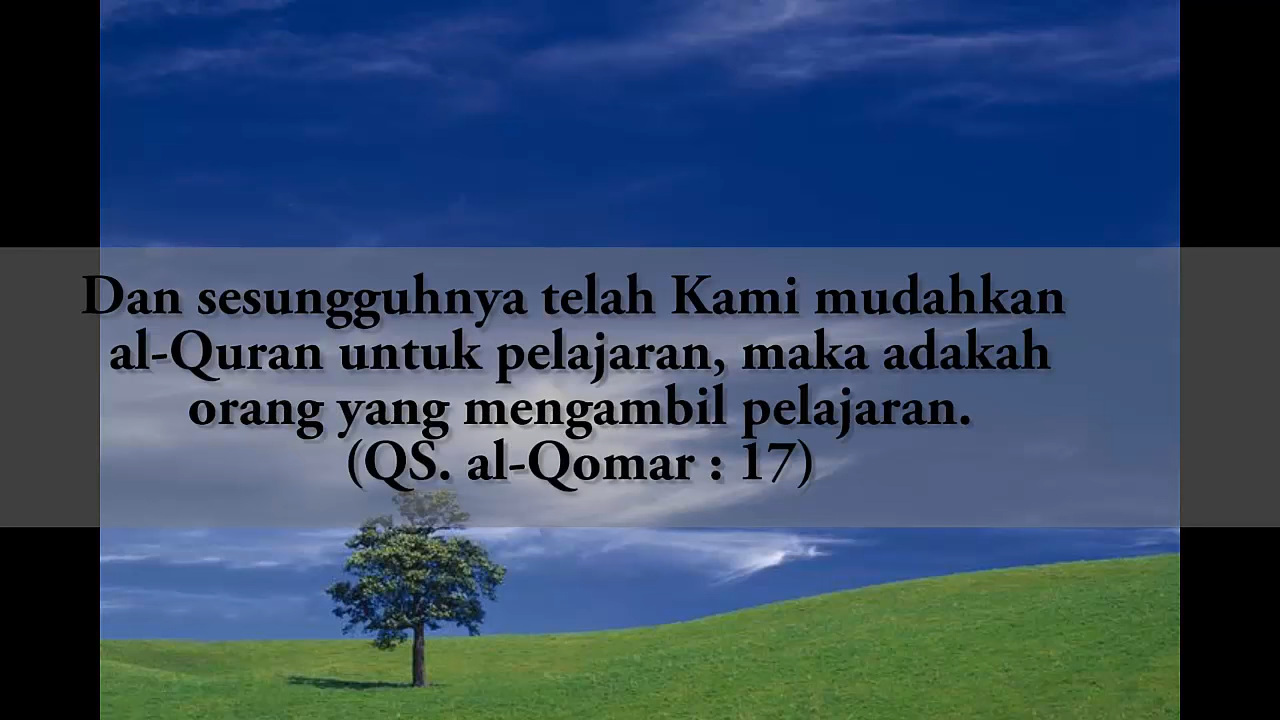 Dan sesungguhnya telah Kami mudahkan
al-Quran untuk pelajaran, maka adakah
orang yang mengambil pelajaran.
(QS. al-Qomar : 17)